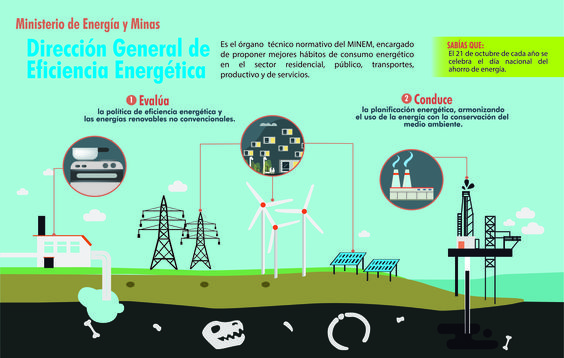 Ministerio de Energía y Minas
Dirección General de
Eficiencia Energética
Es el órgano técnico normativo del MINEM, encargado
de proponer mejores hábitos de consumo energético
en el sector residencial, público, transportes,
productivo y de servicios.
SABÍAS QUE:
El 21 de octubre de cada año se
celebra el día nacional del
ahorro de energía.
1 Evalúa
la política de eficiencia energética y
las energías renovables no convencionales.
2 Conduce
la planificación energética, armonizando
el uso de la energía con la conservación del
medio ambiente.